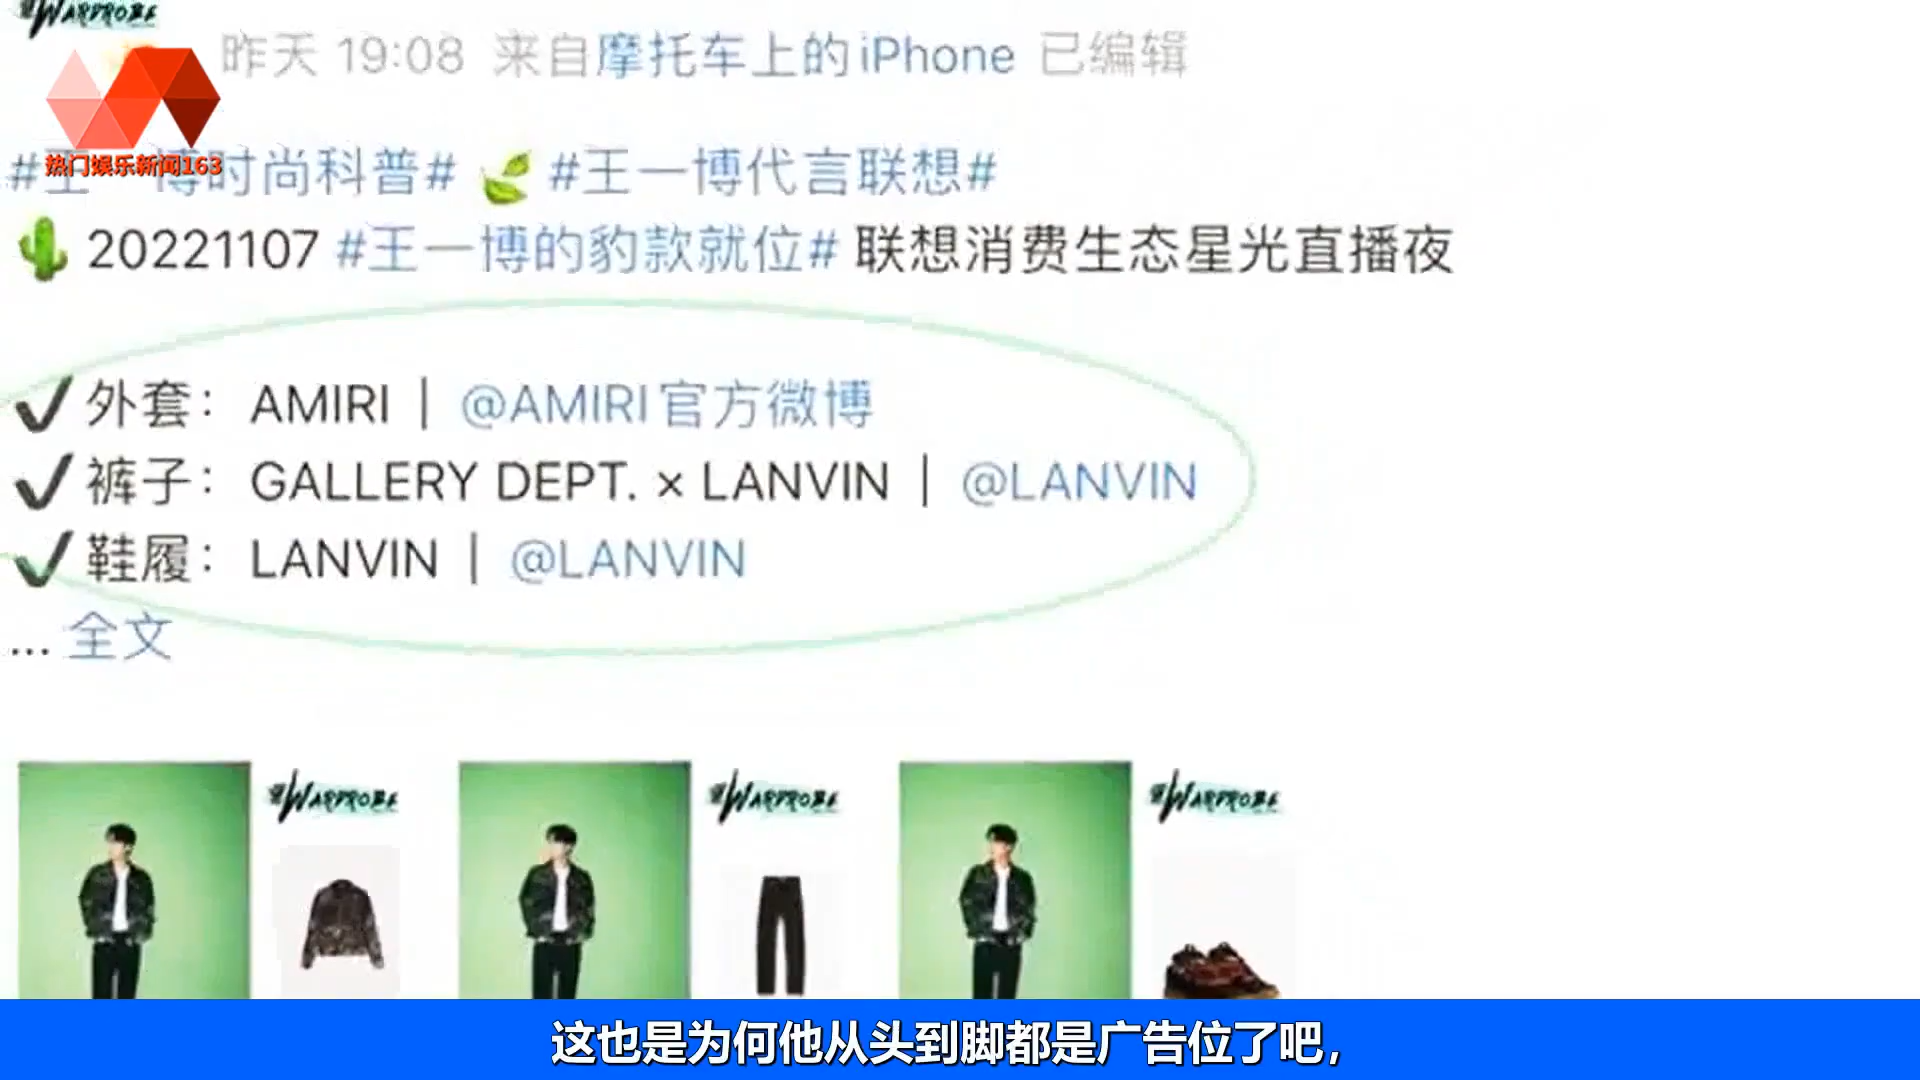 WARDROBE
昨天 19:08 来自摩托车上的iPhone 已编辑
热门娱乐新闻163
#王一博时尚科普# #王一博代言联想#
20221107 #王一博的豹款就位# 联想消费生态星光直播夜
外套： AMIRI | @AMIRI官方微博
裤子： GALLERY DEPT. × LANVIN | @LANVIN
鞋履： LANVIN | @LANVIN
... 全文
WARDROBE WARDROBE WARDROBE
这也是为何他从头到脚都是广告位了吧，